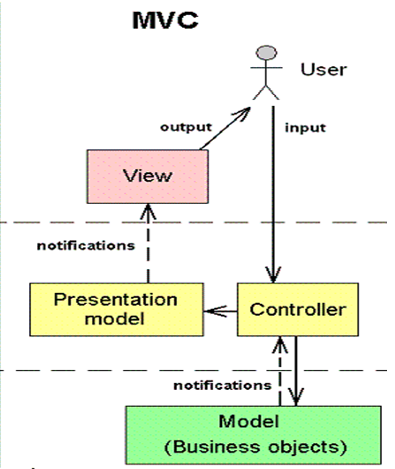 MVC
User
output
input
View
notifications
Presentation
model
Controller
notifications
Model
(Business objects)